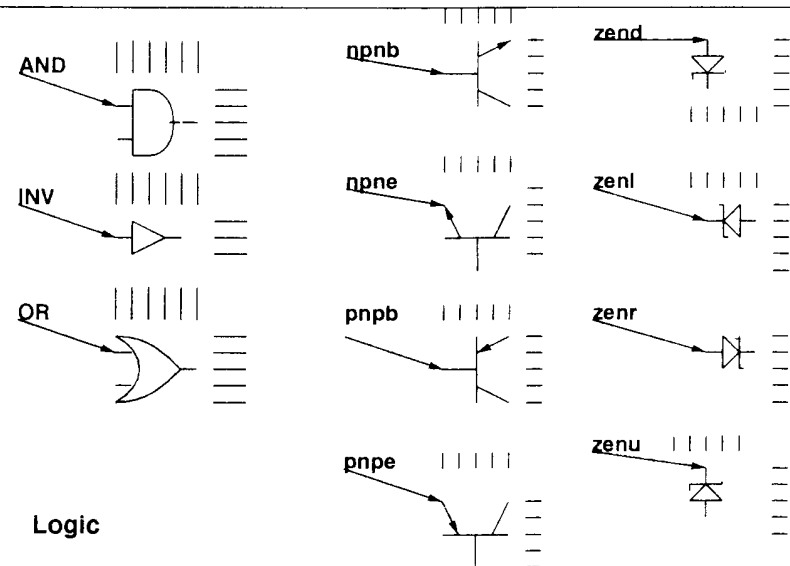 AND
INV
OR
Logic
npnb
npne
pnpb
pnpe
zend
zenl
zenr
zenu